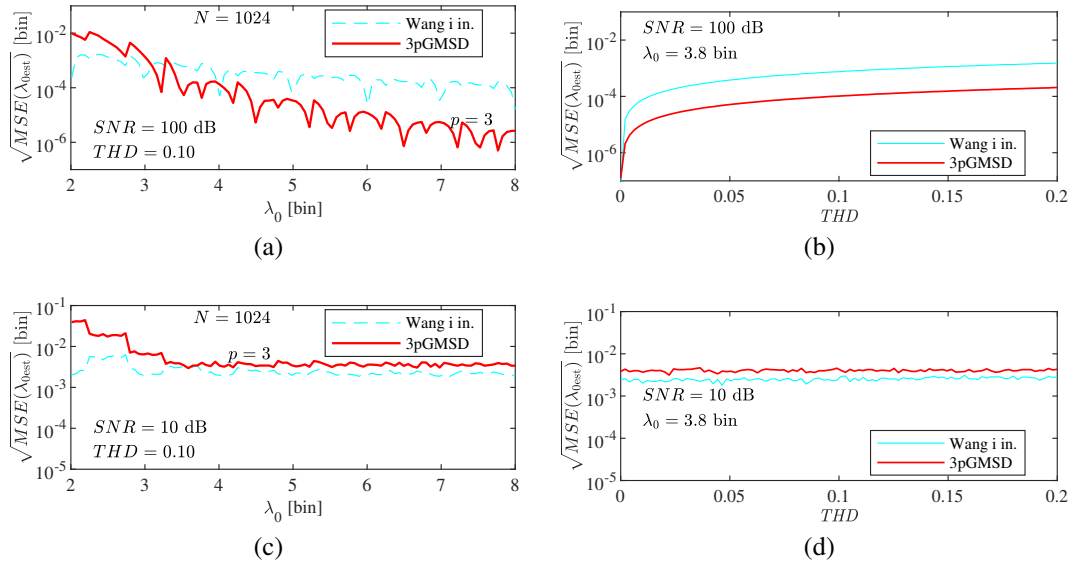 N = 1024
Wang i in.
3pGMSD
p = 3
SNR = 100 dB
THD = 0.10
√MSE(λ0est) [bin]
10^-2
10^-4
10^-6
2 3 4 5 6 7 8
λ0 [bin]
(a)
SNR = 100 dB
λ0 = 3.8 bin
Wang i in.
3pGMSD
√MSE(λ0est) [bin]
10^-2
10^-4
10^-6
0 0.05 0.1 0.15 0.2
THD
(b)
N = 1024
Wang i in.
3pGMSD
p = 3
SNR = 10 dB
THD = 0.10
√MSE(λ0est) [bin]
10^-1
10^-2
10^-3
10^-4
10^-5
2 3 4 5 6 7 8
λ0 [bin]
(c)
SNR = 10 dB
λ0 = 3.8 bin
Wang i in.
3pGMSD
√MSE(λ0est) [bin]
10^-1
10^-2
10^-3
10^-4
10^-5
0 0.05 0.1 0.15 0.2
THD
(d)